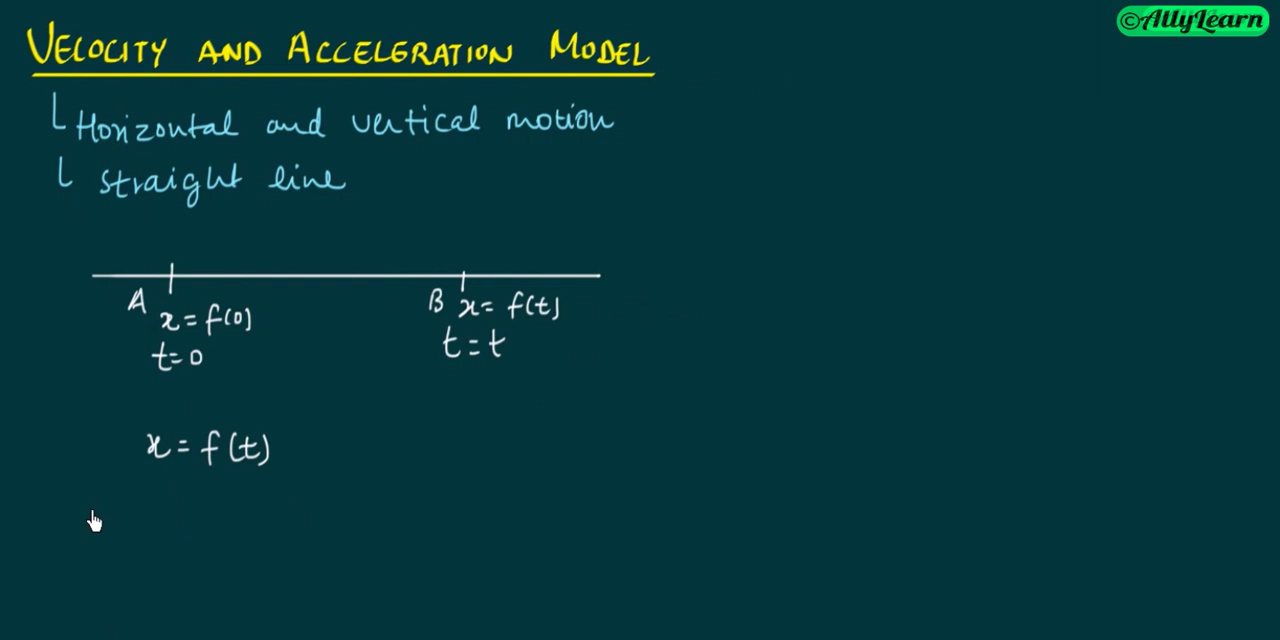 ©AllyLearn
VELOCITY AND ACCELERATION MODEL
Horizontal and vertical motion
straight line
A x = f(0)
t = 0
B x = f(t)
t = t
x = f(t)